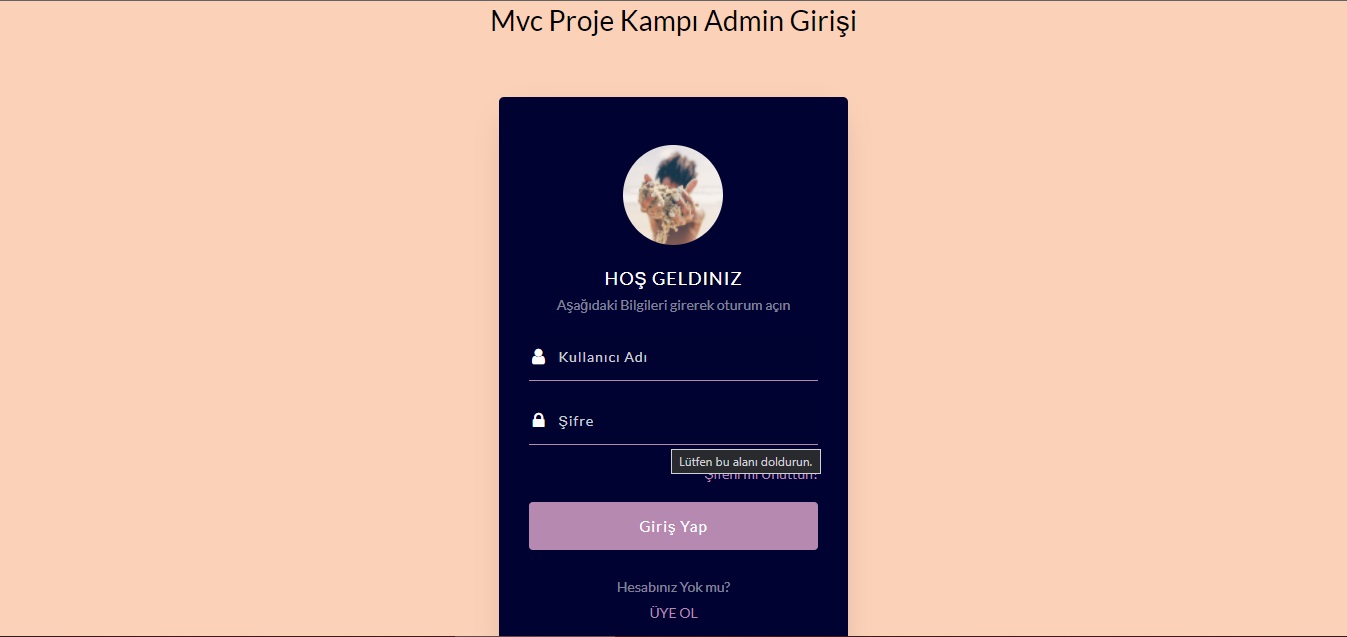 Mvc Proje Kampı Admin Girişi
HOŞ GELDINIZ
Aşağıdaki Bilgileri girerek oturum açın
Kullanıcı Adı
Şifre
Lütfen bu alanı doldurun.
Şifreni mi Unuttun?
Giriş Yap
Hesabınız Yok mu?
ÜYE OL